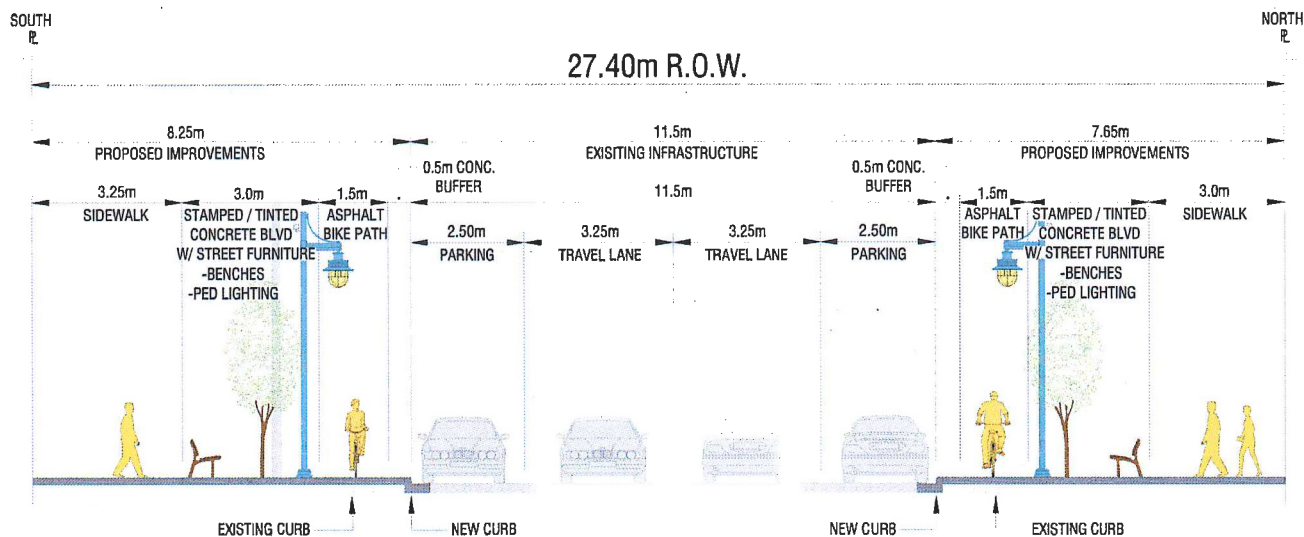 SOUTH
NORTH
PL
PL
27.40m R.O.W.
8.25m
11.5m
7.65m
PROPOSED IMPROVEMENTS
EXISITING INFRASTRUCTURE
PROPOSED IMPROVEMENTS
0.5m CONC.
BUFFER
11.5m
0.5m CONC.
BUFFER
3.25m
SIDEWALK
3.0m
STAMPED / TINTED
CONCRETE BLVD
W/ STREET FURNITURE
-BENCHES
-PED LIGHTING
1.5m
ASPHALT
BIKE PATH
2.50m
PARKING
3.25m
TRAVEL LANE
3.25m
TRAVEL LANE
2.50m
PARKING
1.5m
ASPHALT
BIKE PATH
STAMPED / TINTED
CONCRETE BLVD
W/ STREET FURNITURE
-BENCHES
-PED LIGHTING
3.0m
SIDEWALK
EXISTING CURB
NEW CURB
NEW CURB
EXISTING CURB